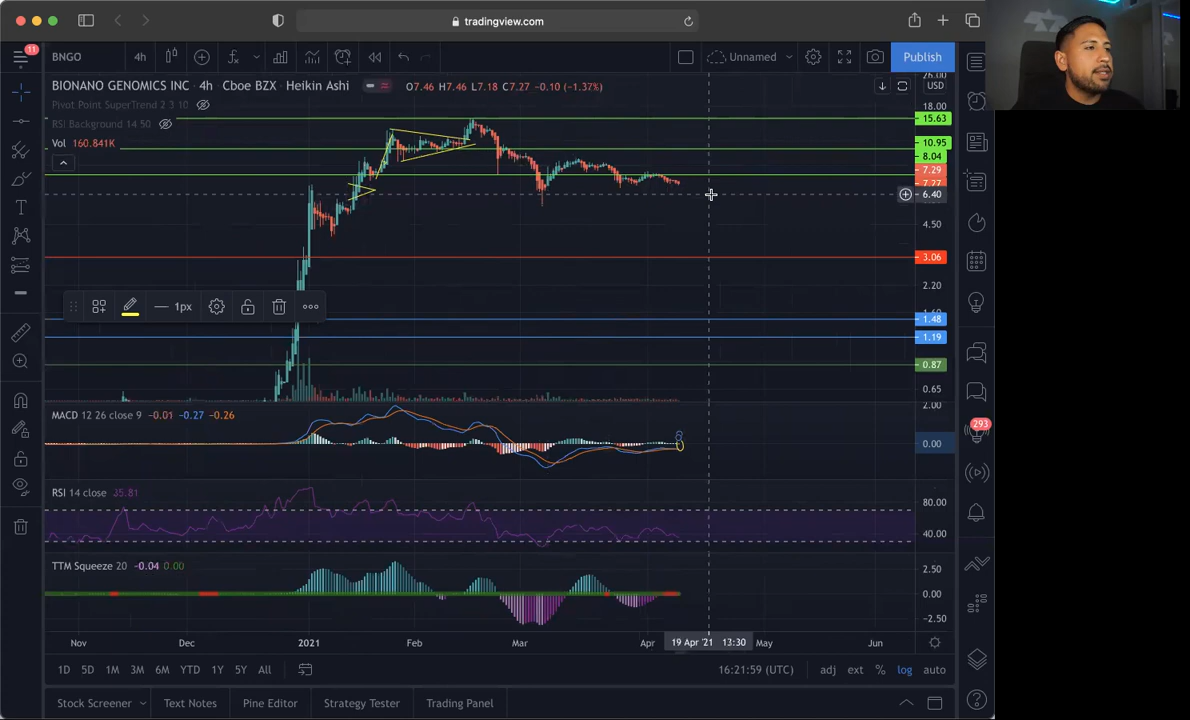 tradingview.com
11
BNGO
4h
Unnamed
Publish
BIONANO GENOMICS INC · 4h · Cboe BZX · Heikin Ashi
O7.46 H7.46 L7.18 C7.27 −0.10 (−1.37%)
USD
Pivot Point SuperTrend 2 3 10
18.00
RSI Background 14 50
15.63
Vol 160.841K
10.95
8.04
7.29
7.27
6.40
4.50
3.06
2.20
1px
1.48
1.19
0.87
0.65
MACD 12 26 close 9 −0.01 −0.27 −0.26
2.00
293
0.00
RSI 14 close 35.81
80.00
40.00
TTM Squeeze 20 −0.04 0.00
2.50
0.00
−2.50
Nov
Dec
2021
Feb
Mar
Apr
19 Apr '21 13:30
May
Jun
1D 5D 1M 3M 6M YTD 1Y 5Y All
16:21:59 (UTC)
adj ext % log auto
Stock Screener
Text Notes
Pine Editor
Strategy Tester
Trading Panel